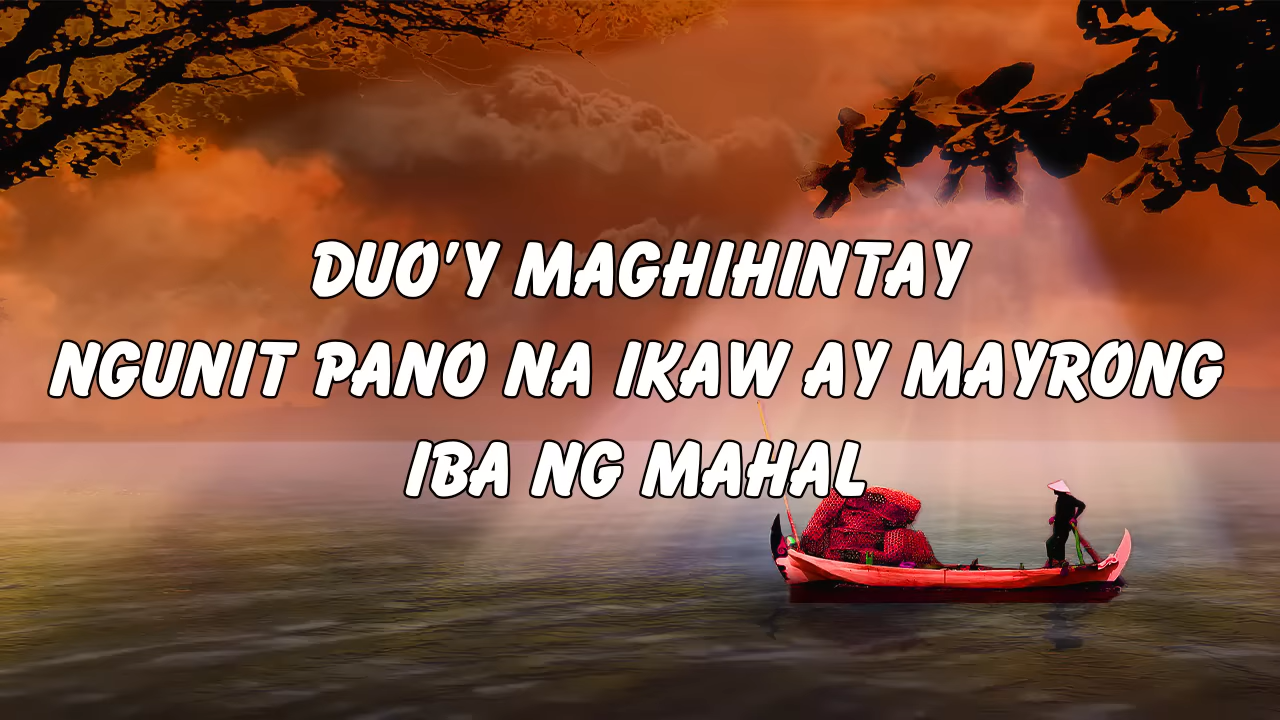 DUO'Y MAGHIHINTAY
NGUNIT PANO NA IKAW AY MAYRONG
IBA NG MAHAL